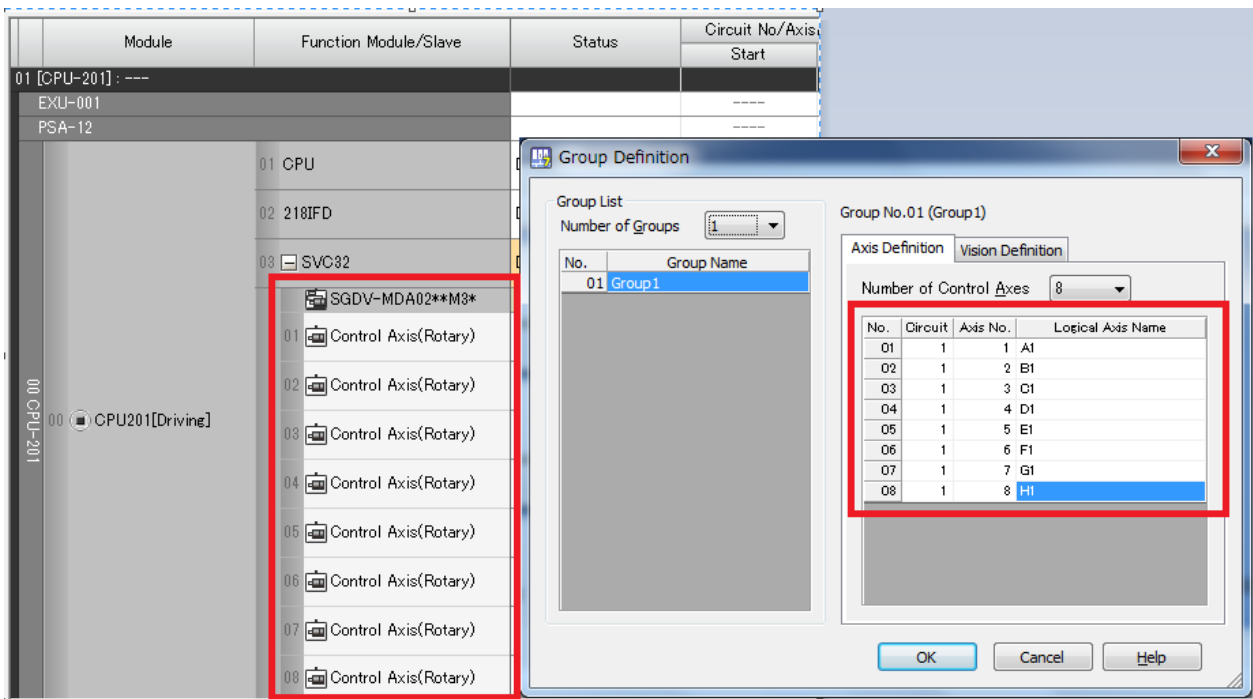 Module Function Module/Slave Status Circuit No/Axis
Start
01 [CPU-201] : ---
EXU-001 ----
PSA-12 ----
00 CPU-201
00 CPU201[Driving]
01 CPU
02 218IFD
03 SVC32
SGDV-MDA02**M3*
01 Control Axis(Rotary)
02 Control Axis(Rotary)
03 Control Axis(Rotary)
04 Control Axis(Rotary)
05 Control Axis(Rotary)
06 Control Axis(Rotary)
07 Control Axis(Rotary)
08 Control Axis(Rotary)
Group Definition
Group List
Number of Groups 1
No. Group Name
01 Group1
Group No.01 (Group1)
Axis Definition Vision Definition
Number of Control Axes 8
No. Circuit Axis No. Logical Axis Name
01 1 1 A1
02 1 2 B1
03 1 3 C1
04 1 4 D1
05 1 5 E1
06 1 6 F1
07 1 7 G1
08 1 8 H1
OK Cancel Help